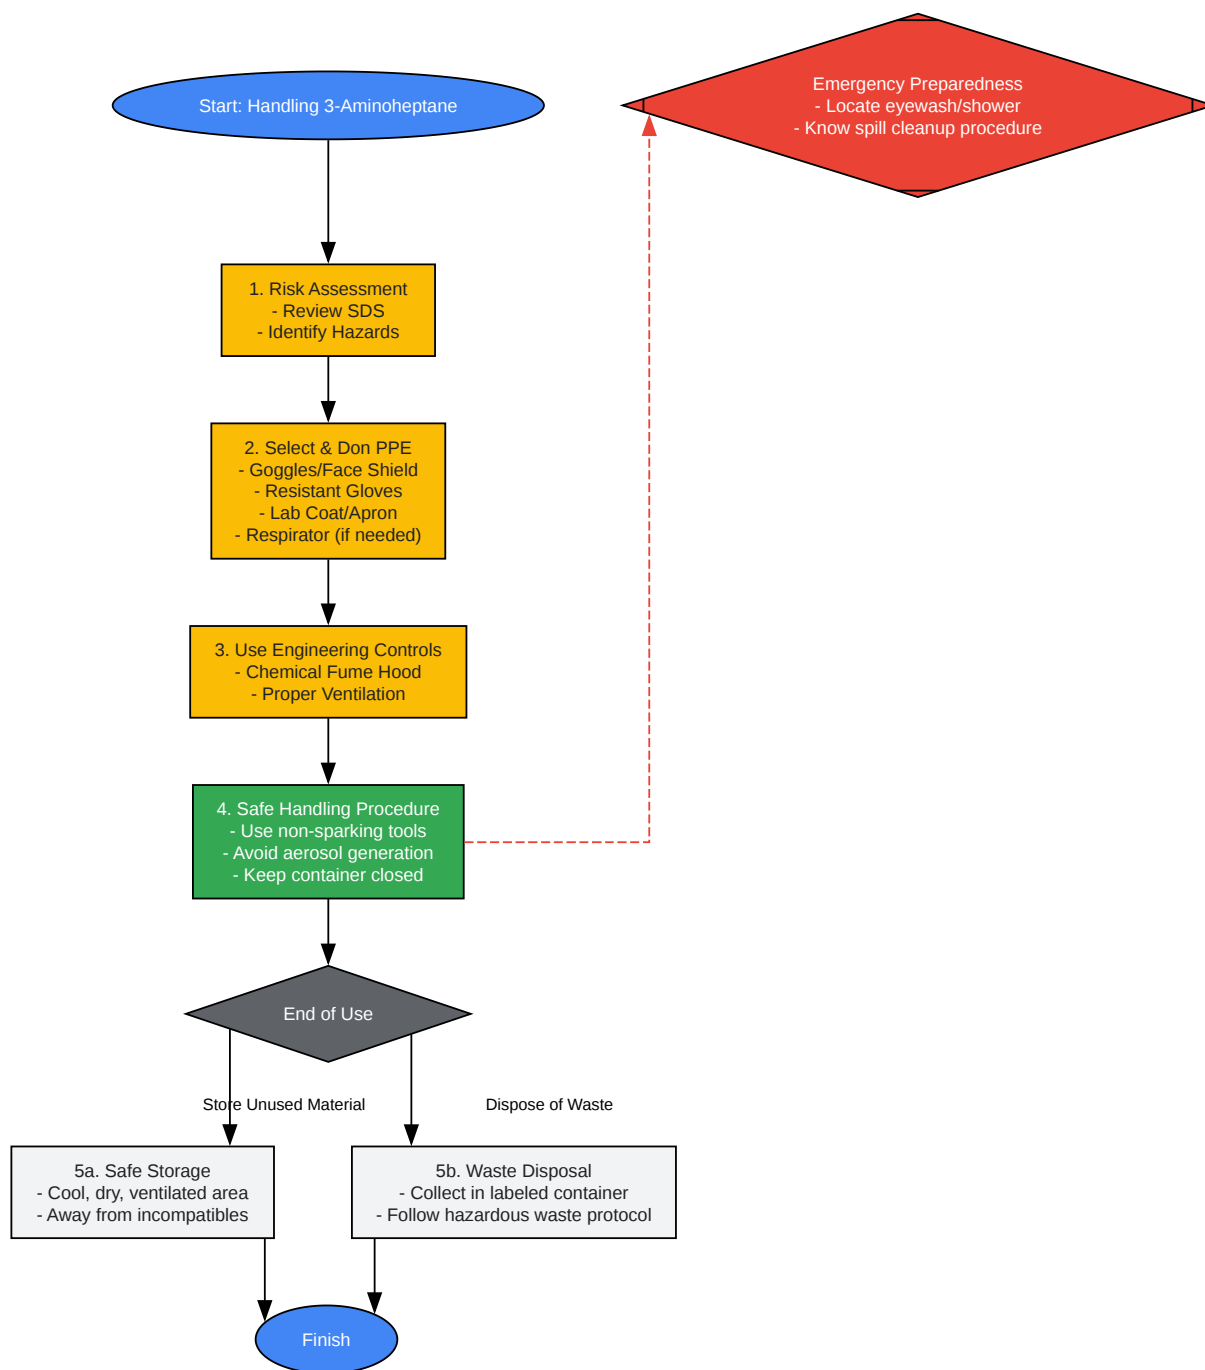 Start: Handling 3-Aminoheptane
Emergency Preparedness
- Locate eyewash/shower
- Know spill cleanup procedure
1. Risk Assessment
- Review SDS
- Identify Hazards
2. Select & Don PPE
- Goggles/Face Shield
- Resistant Gloves
- Lab Coat/Apron
- Respirator (if needed)
3. Use Engineering Controls
- Chemical Fume Hood
- Proper Ventilation
4. Safe Handling Procedure
- Use non-sparking tools
- Avoid aerosol generation
- Keep container closed
End of Use
Store Unused Material
Dispose of Waste
5a. Safe Storage
- Cool, dry, ventilated area
- Away from incompatibles
5b. Waste Disposal
- Collect in labeled container
- Follow hazardous waste protocol
Finish